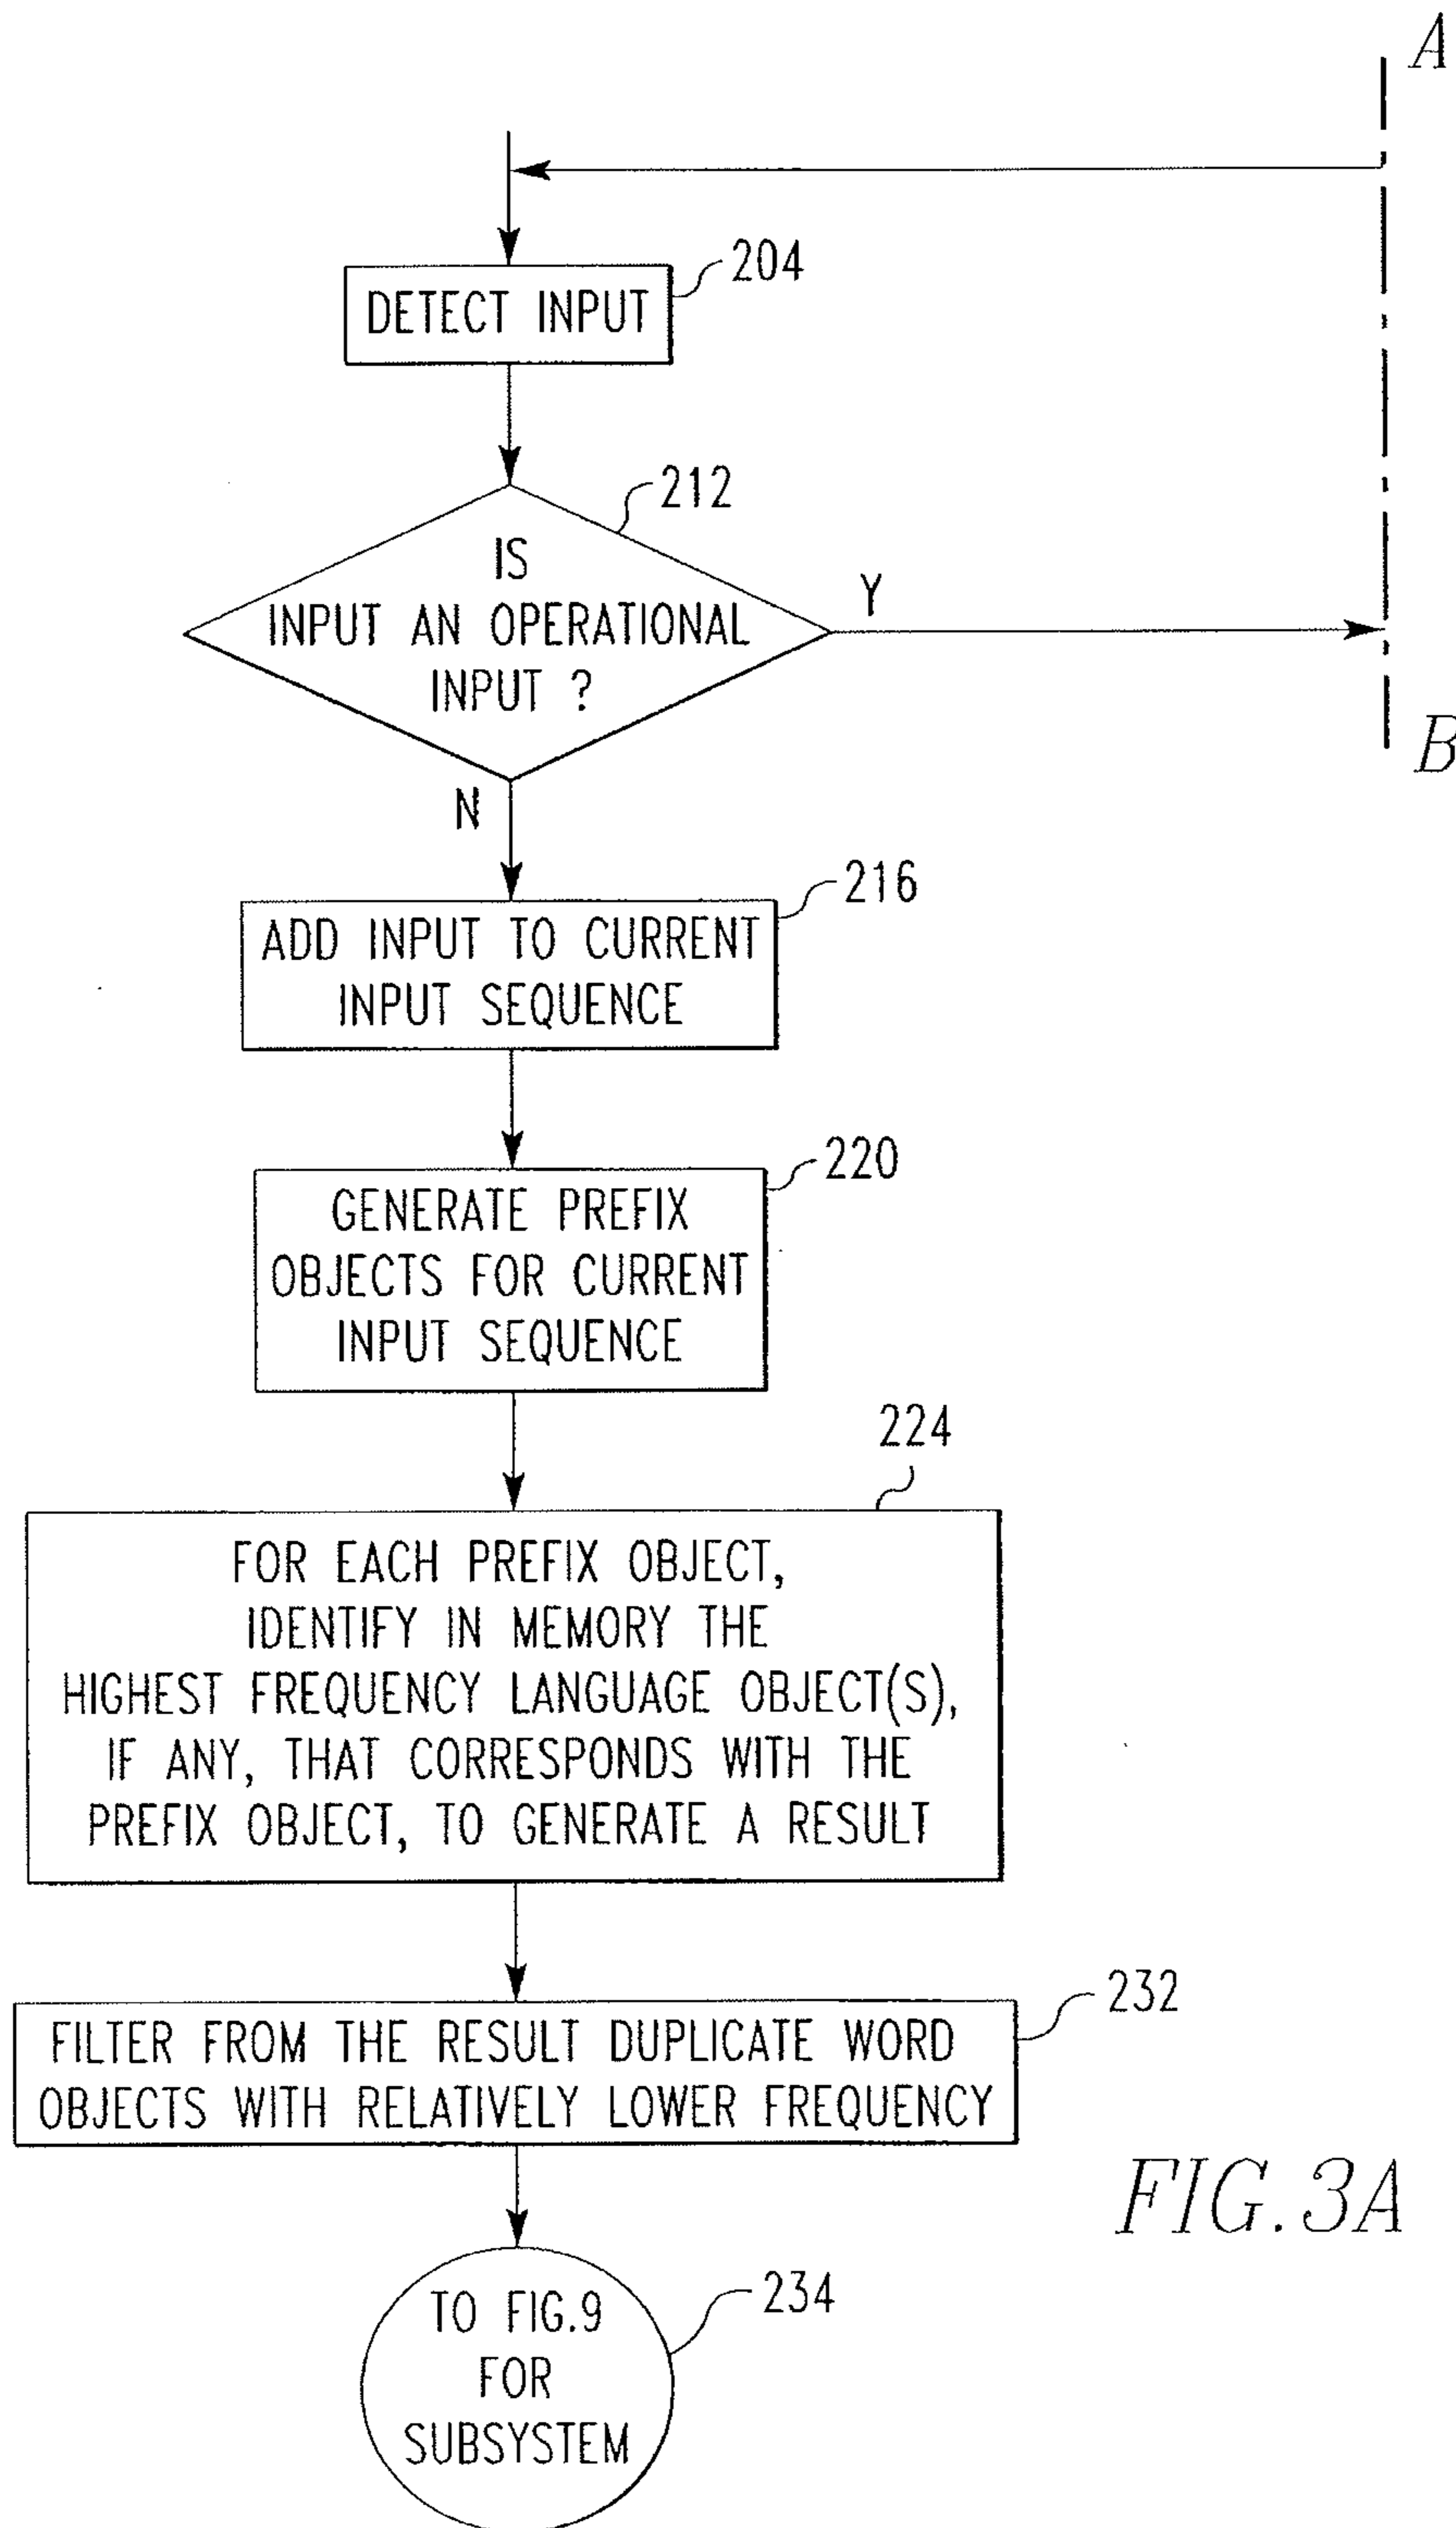 A
204
DETECT INPUT
212
IS
INPUT AN OPERATIONAL
INPUT ?
Y
B
N
216
ADD INPUT TO CURRENT
INPUT SEQUENCE
220
GENERATE PREFIX
OBJECTS FOR CURRENT
INPUT SEQUENCE
224
FOR EACH PREFIX OBJECT,
IDENTIFY IN MEMORY THE
HIGHEST FREQUENCY LANGUAGE OBJECT(S),
IF ANY, THAT CORRESPONDS WITH THE
PREFIX OBJECT, TO GENERATE A RESULT
232
FILTER FROM THE RESULT DUPLICATE WORD
OBJECTS WITH RELATIVELY LOWER FREQUENCY
FIG. 3A
234
TO FIG.9
FOR
SUBSYSTEM